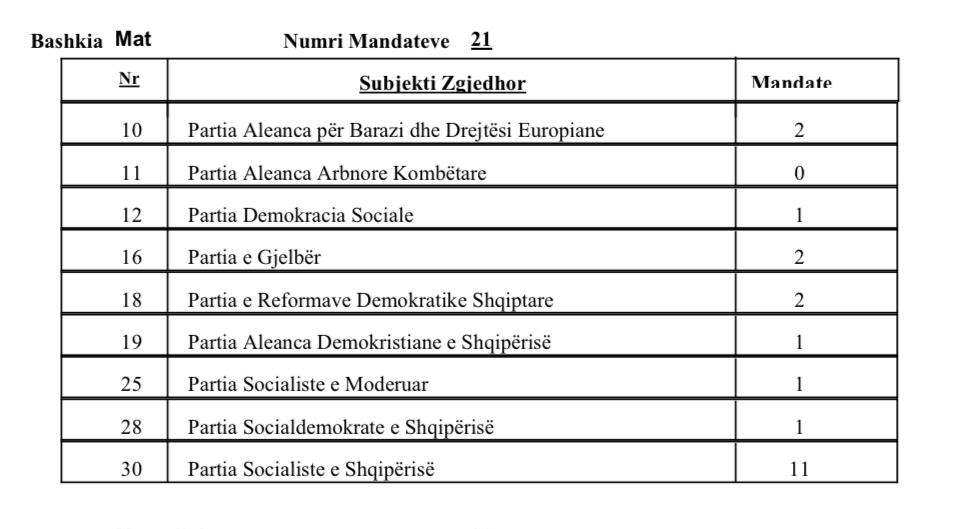 Bashkia Mat Numri Mandateve 21
Nr Subjekti Zgjedhor Mandate
10 Partia Aleanca për Barazi dhe Drejtësi Europiane 2
11 Partia Aleanca Arbnore Kombëtare 0
12 Partia Demokracia Sociale 1
16 Partia e Gjelbër 2
18 Partia e Reformave Demokratike Shqiptare 2
19 Partia Aleanca Demokristiane e Shqipërisë 1
25 Partia Socialiste e Moderuar 1
28 Partia Socialdemokrate e Shqipërisë 1
30 Partia Socialiste e Shqipërisë 11